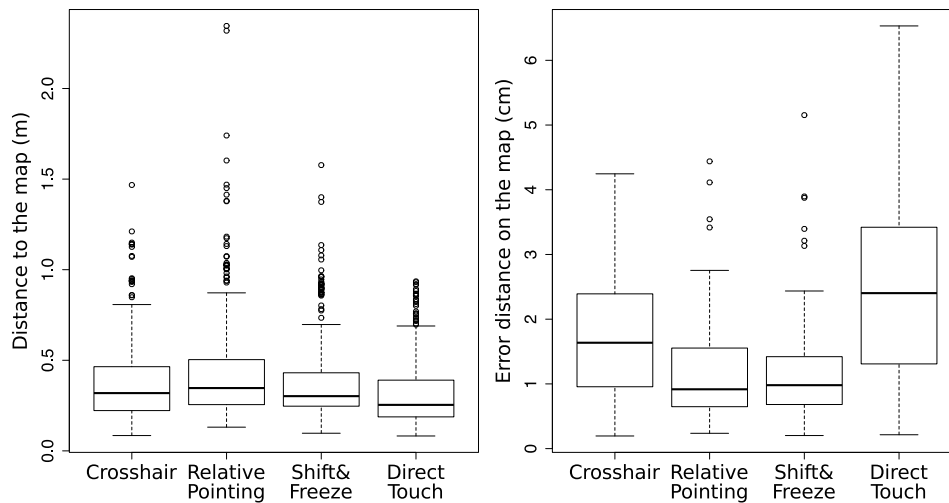 Distance to the map (m)
2.0
1.5
1.0
0.5
0.0
Crosshair
Relative
Pointing
Shift&
Freeze
Direct
Touch
Error distance on the map (cm)
6
5
4
3
2
1
0
Crosshair
Relative
Pointing
Shift&
Freeze
Direct
Touch